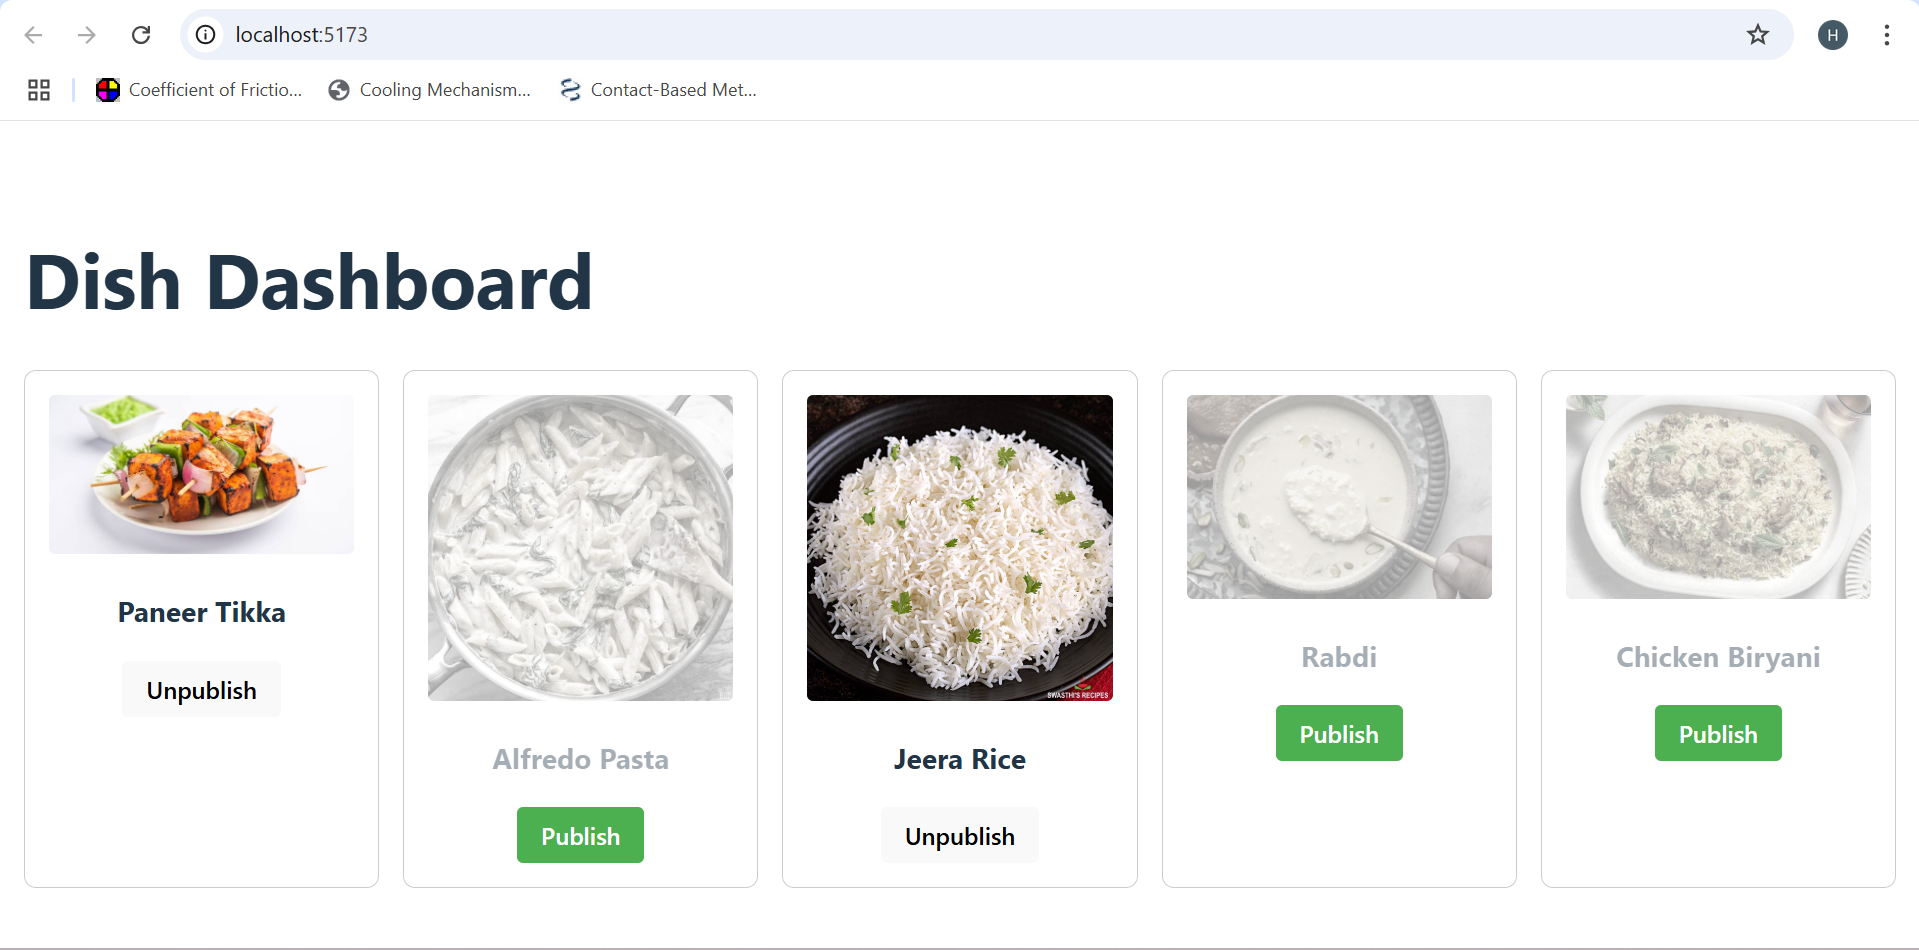 localhost:5173
H
Coefficient of Frictio...
Cooling Mechanism...
Contact-Based Met...
Dish Dashboard
Paneer Tikka
Unpublish
Alfredo Pasta
Publish
SWASTHI'S RECIPES
Jeera Rice
Unpublish
Rabdi
Publish
Chicken Biryani
Publish